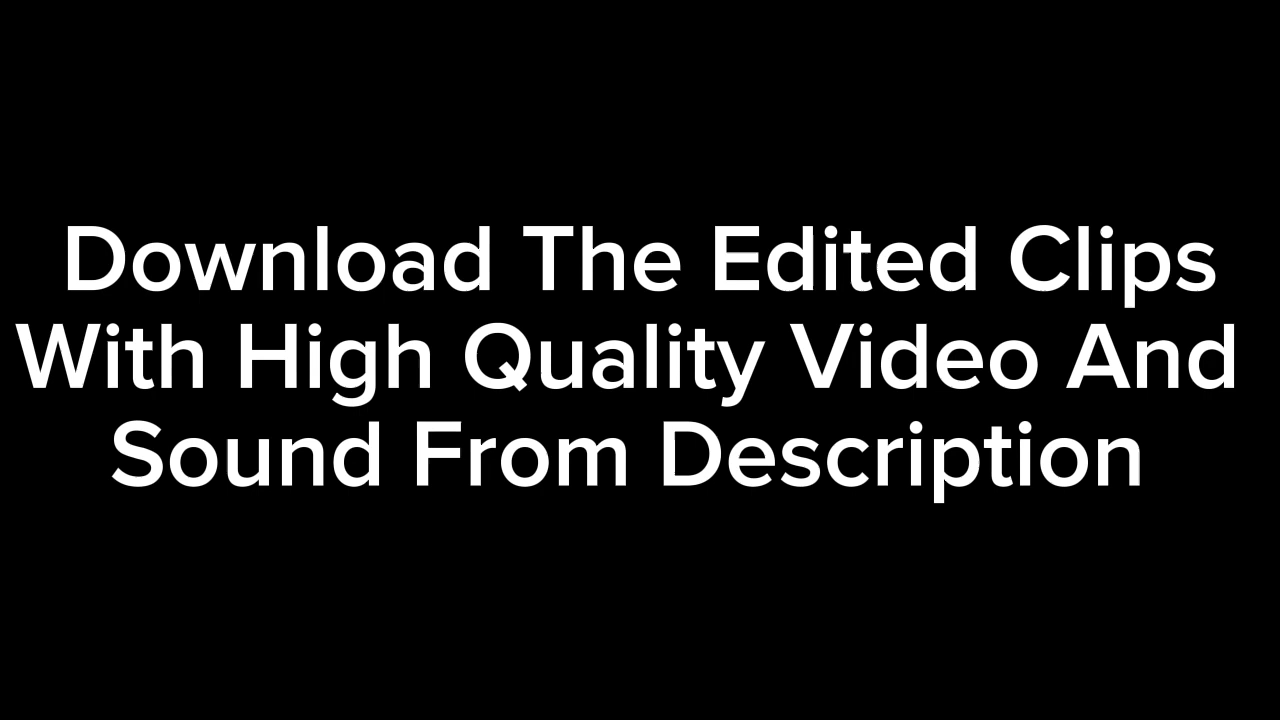 Download The Edited Clips
With High Quality Video And
Sound From Description